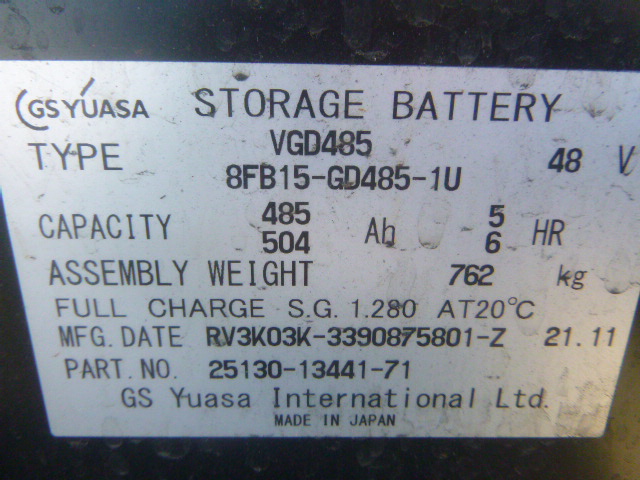 GS YUASA STORAGE BATTERY
TYPE VGD485 48 V
8FB15-GD485-1U
CAPACITY 485 Ah 5 HR
504 6
ASSEMBLY WEIGHT 762 kg
FULL CHARGE S.G. 1.280 AT20°C
MFG.DATE RV3K03K-3390875801-Z 21.11
PART.NO. 25130-13441-71
GS Yuasa International Ltd.
MADE IN JAPAN